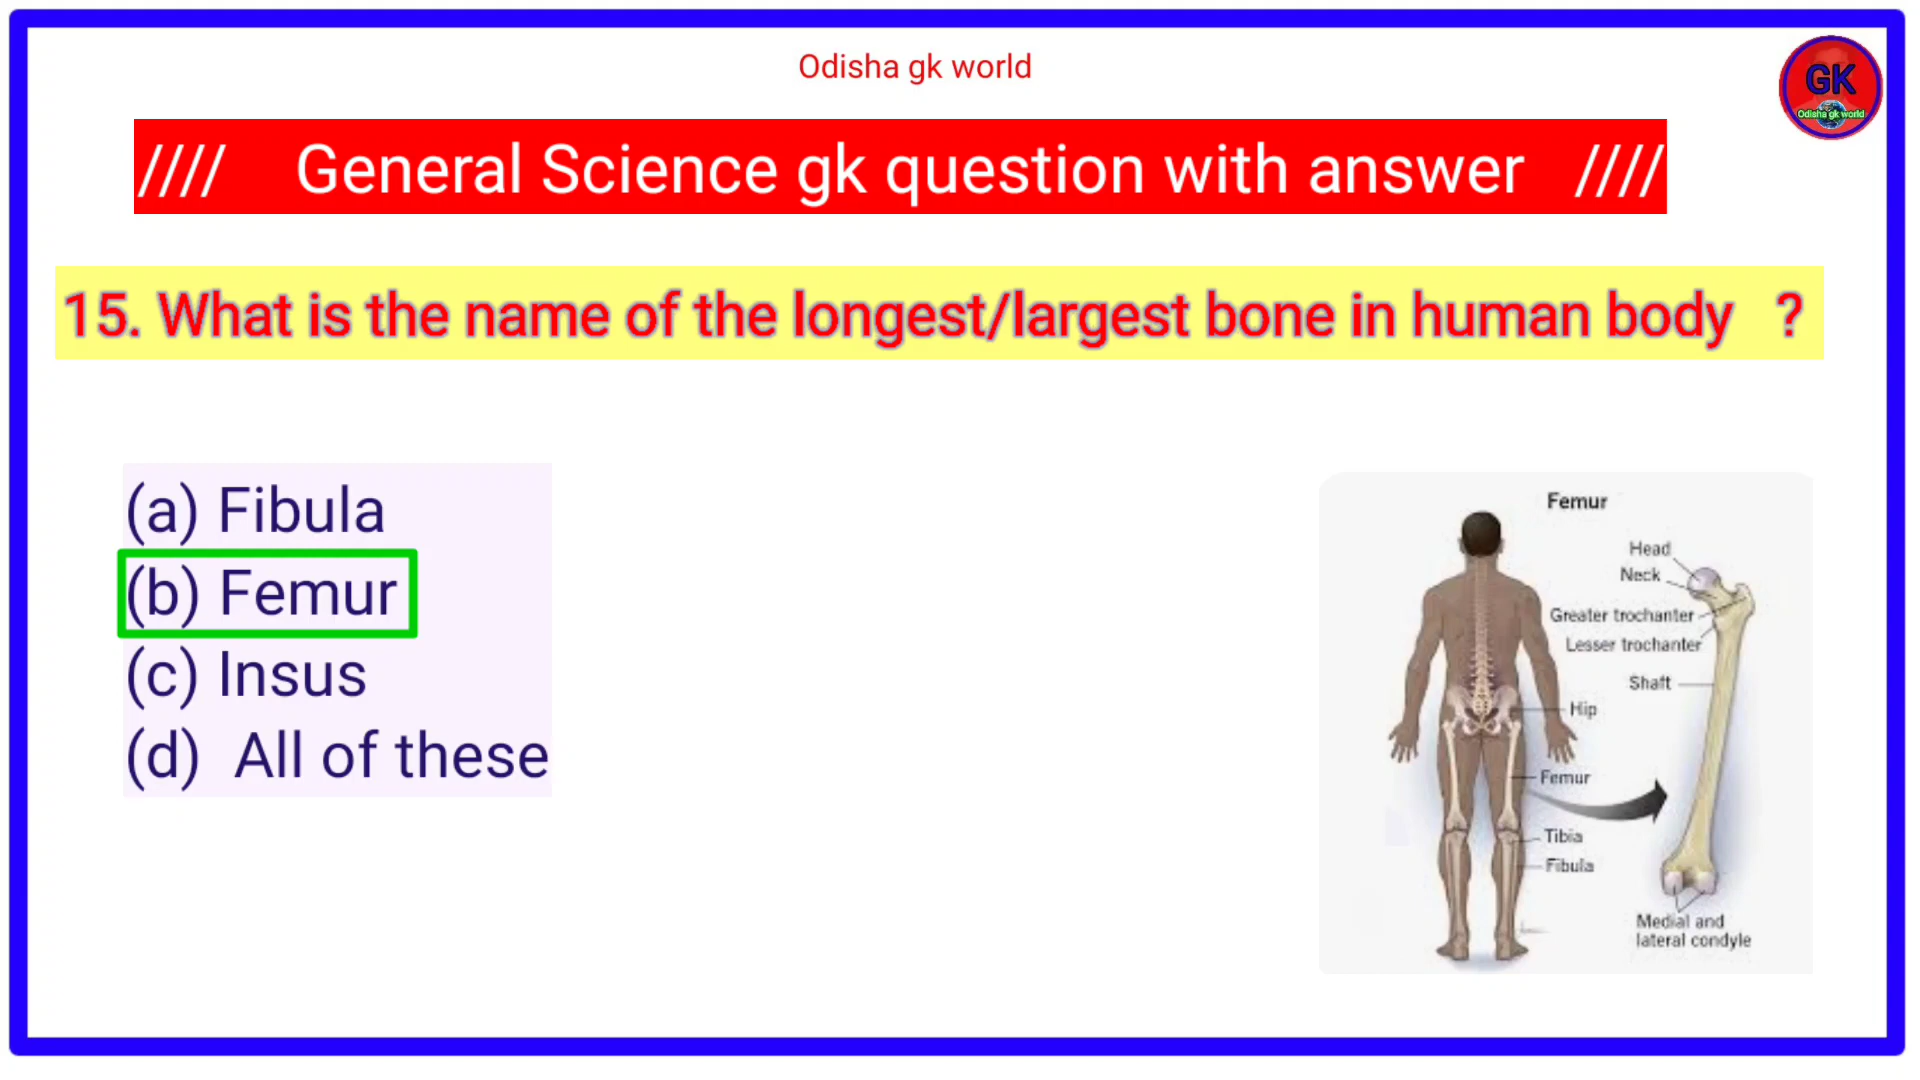 Odisha gk world
GK
Odisha gk world
//// General Science gk question with answer ////
15. What is the name of the longest/largest bone in human body ?
(a) Fibula
(b) Femur
(c) Insus
(d) All of these
Femur
Head
Neck
Greater trochanter
Lesser trochanter
Shaft
Hip
Femur
Tibia
Fibula
Medial and
lateral condyle